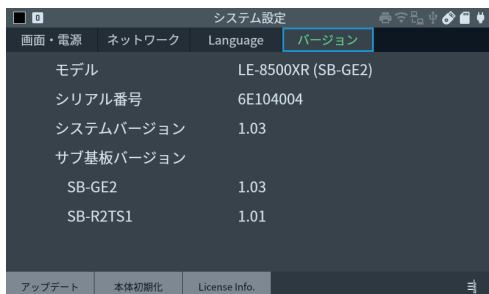 0 システム設定
画面・電源 ネットワーク Language バージョン
モデル LE-8500XR (SB-GE2)
シリアル番号 6E104004
システムバージョン 1.03
サブ基板バージョン
SB-GE2 1.03
SB-R2TS1 1.01
アップデート 本体初期化 License Info.